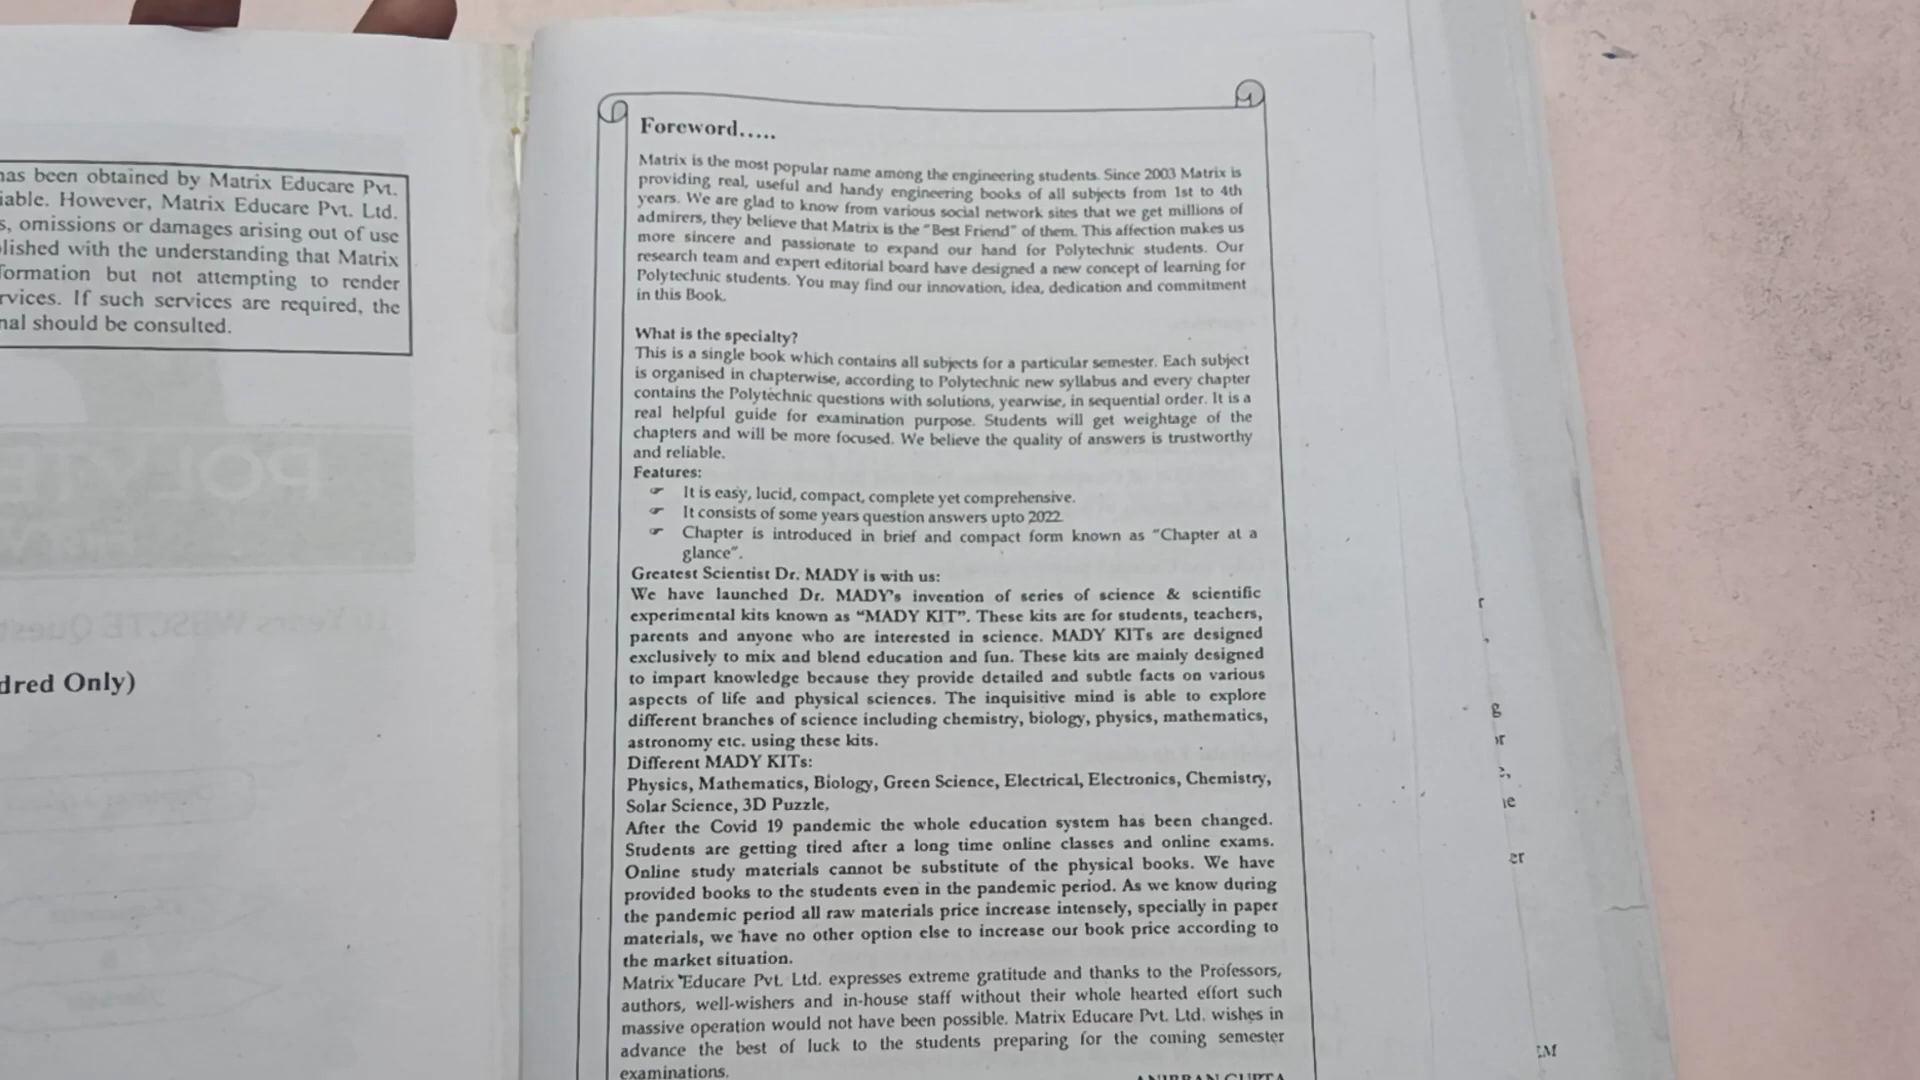 has been obtained by Matrix Educare Pvt.
iable. However, Matrix Educare Pvt. Ltd.
s, omissions or damages arising out of use
lished with the understanding that Matrix
formation but not attempting to render
rvices. If such services are required, the
nal should be consulted.
dred Only)
Foreword.....
Matrix is the most popular name among the engineering students. Since 2003 Matrix is
providing real, useful and handy engineering books of all subjects from 1st to 4th
years. We are glad to know from various social network sites that we get millions of
admirers, they believe that Matrix is the "Best Friend" of them. This affection makes us
more sincere and passionate to expand our hand for Polytechnic students. Our
research team and expert editorial board have designed a new concept of learning for
Polytechnic students. You may find our innovation, idea, dedication and commitment
in this Book.
What is the specialty?
This is a single book which contains all subjects for a particular semester. Each subject
is organised in chapterwise, according to Polytechnic new syllabus and every chapter
contains the Polytechnic questions with solutions, yearwise, in sequential order. It is a
real helpful guide for examination purpose. Students will get weightage of the
chapters and will be more focused. We believe the quality of answers is trustworthy
and reliable.
Features:
☞ It is easy, lucid, compact, complete yet comprehensive.
☞ It consists of some years question answers upto 2022
☞ Chapter is introduced in brief and compact form known as "Chapter at a
glance".
Greatest Scientist Dr. MADY is with us:
We have launched Dr. MADY's invention of series of science & scientific
experimental kits known as "MADY KIT". These kits are for students, teachers,
parents and anyone who are interested in science. MADY KITs are designed
exclusively to mix and blend education and fun. These kits are mainly designed
to impart knowledge because they provide detailed and subtle facts on various
aspects of life and physical sciences. The inquisitive mind is able to explore
different branches of science including chemistry, biology, physics, mathematics,
astronomy etc. using these kits.
Different MADY KITs:
Physics, Mathematics, Biology, Green Science, Electrical, Electronics, Chemistry,
Solar Science, 3D Puzzle,
After the Covid 19 pandemic the whole education system has been changed.
Students are getting tired after a long time online classes and online exams.
Online study materials cannot be substitute of the physical books. We have
provided books to the students even in the pandemic period. As we know during
the pandemic period all raw materials price increase intensely, specially in paper
materials, we have no other option else to increase our book price according to
the market situation.
Matrix Educare Pvt. Ltd. expresses extreme gratitude and thanks to the Professors,
authors, well-wishers and in-house staff without their whole hearted effort such
massive operation would not have been possible. Matrix Educare Pvt. Ltd. wishes in
advance the best of luck to the students preparing for the coming semester
examinations.